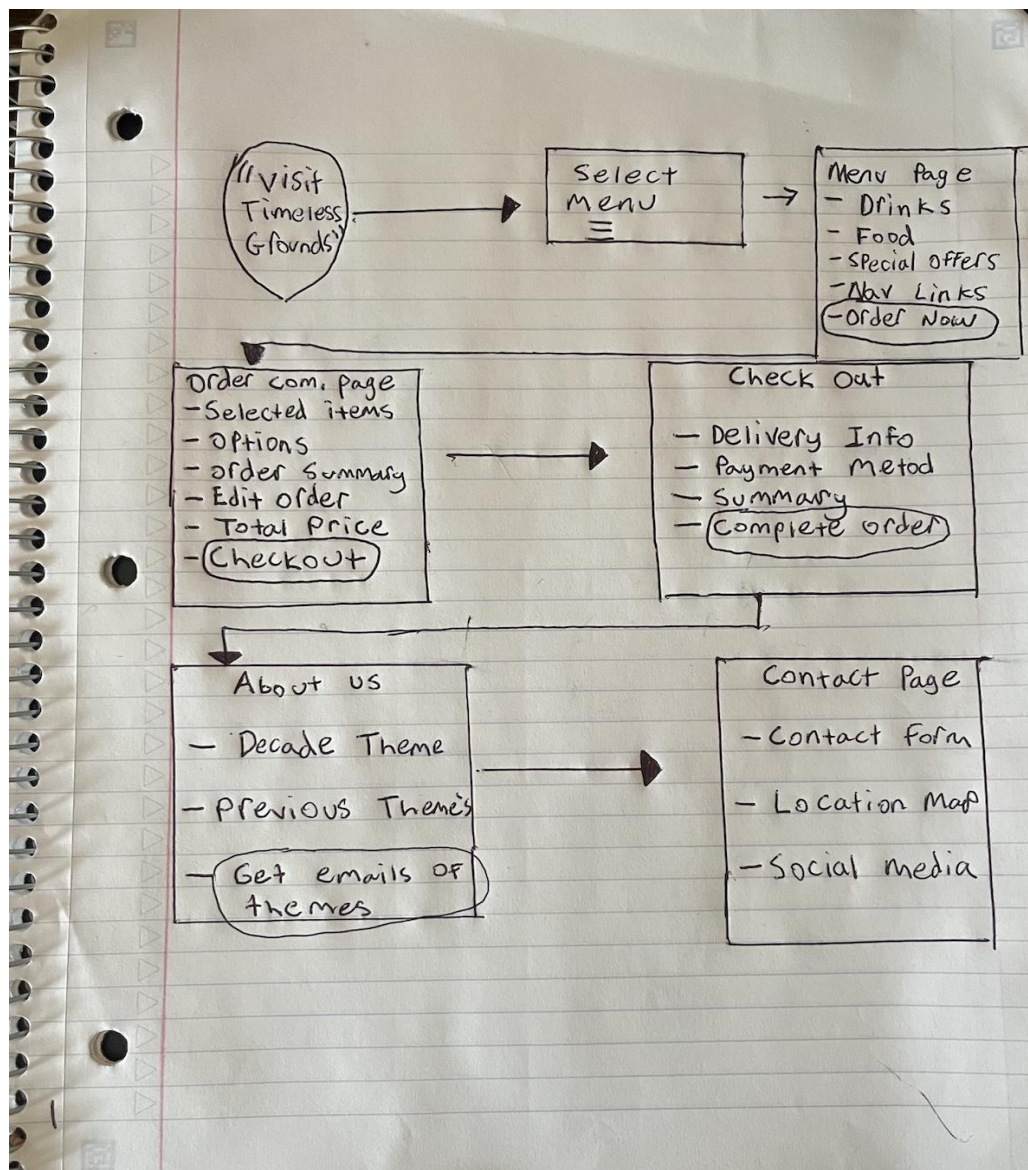 "Visit
Timeless
Grounds"
Select
Menu
Menu Page
- Drinks
- Food
- Special Offers
- Nav Links
- Order Now
Order com. page
- Selected items
- Options
- Order Summary
- Edit order
- Total Price
- Checkout
Check Out
- Delivery Info
- Payment Metod
- Summary
- Complete order
About us
- Decade Theme
- Previous Theme's
- Get emails of
themes
Contact Page
- Contact Form
- Location Map
- Social media